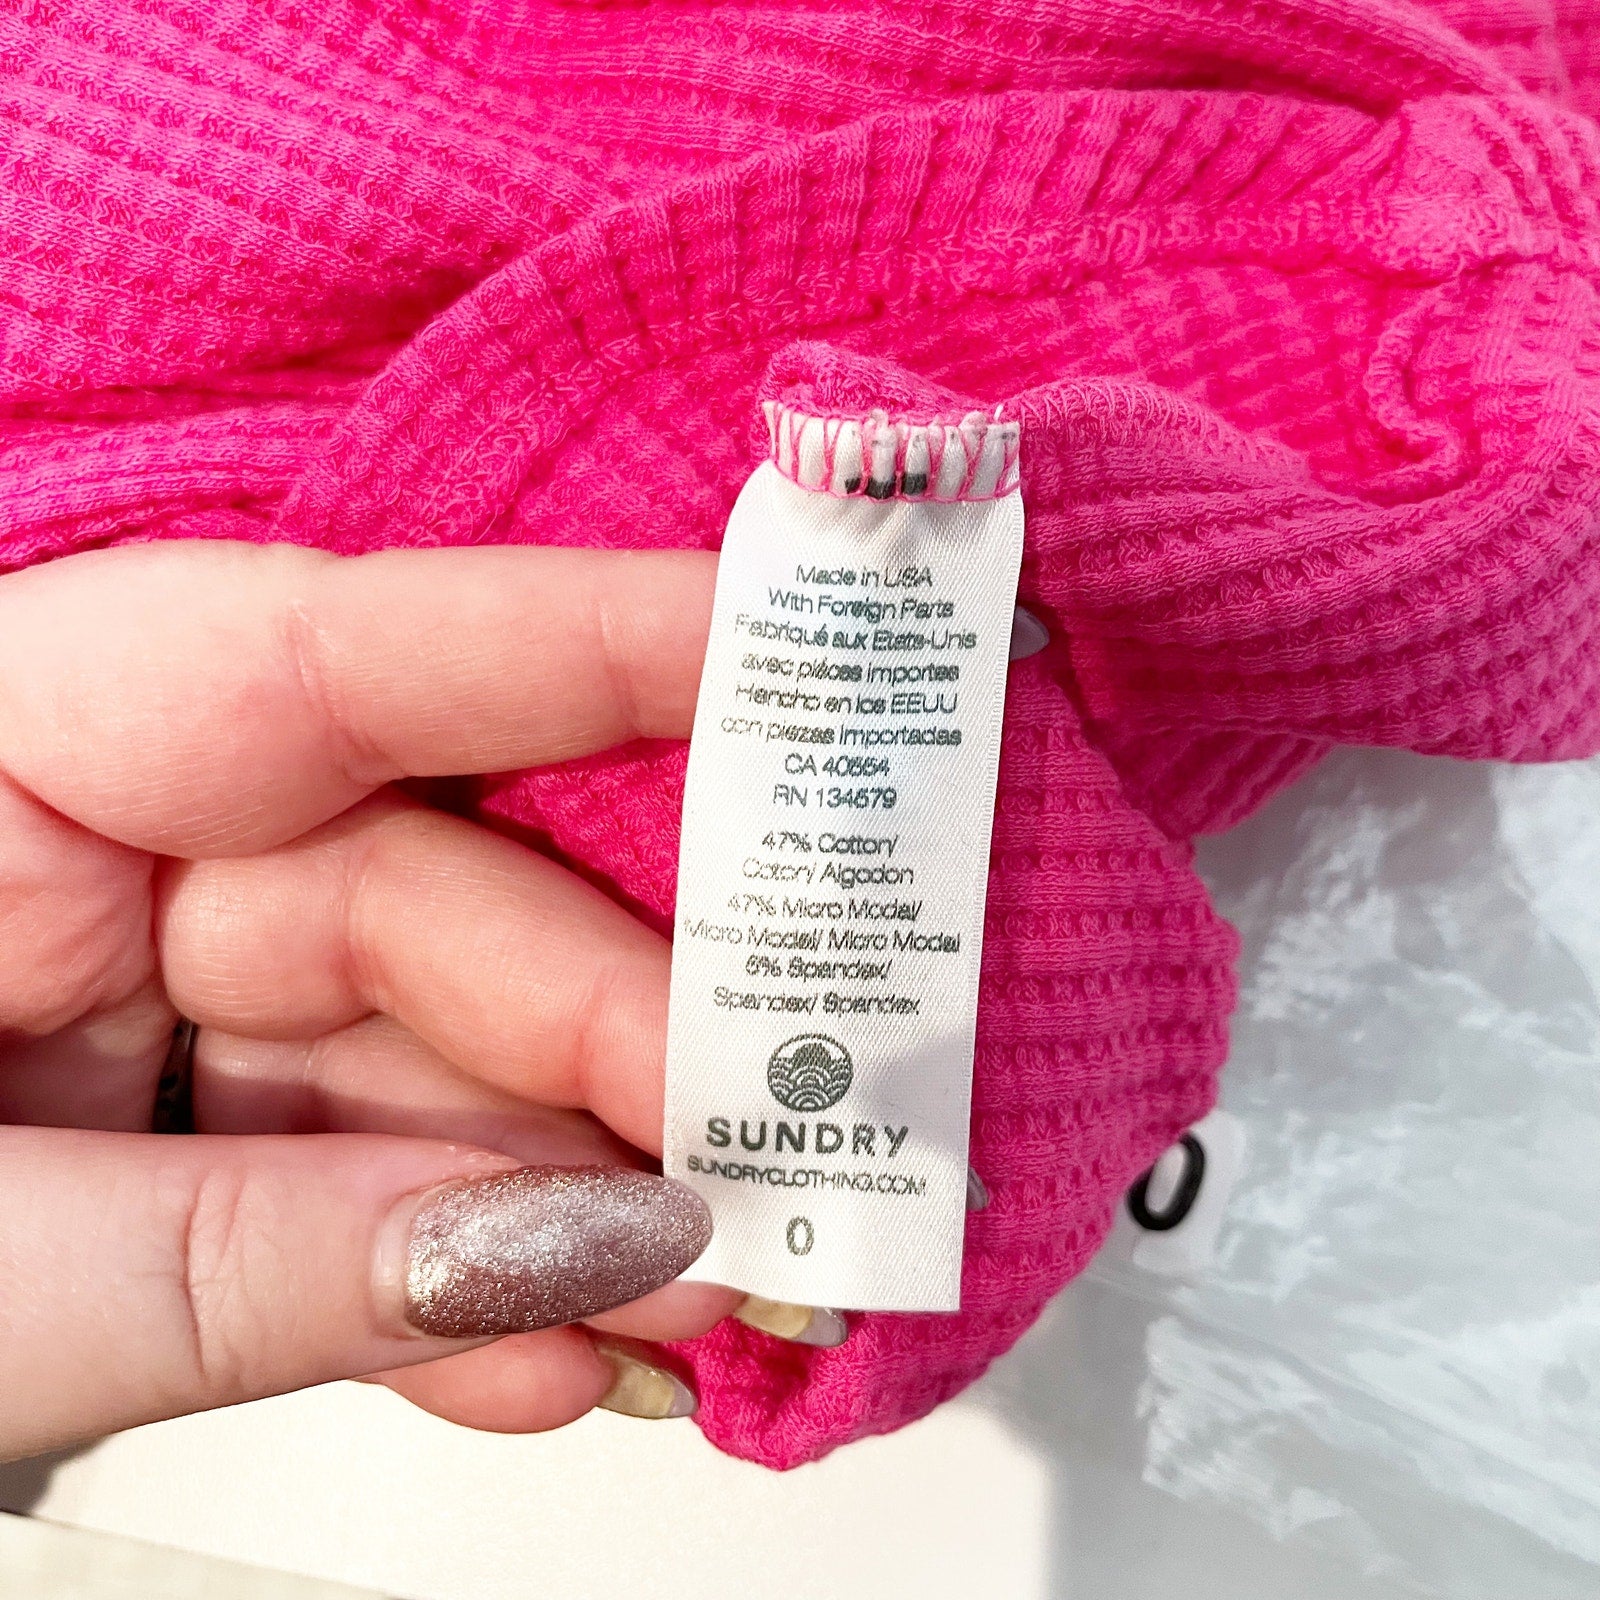 Made in USA
With Foreign Parts
Fabriqué aux Etats-Unis
avec pièces importes
Hencho en los EEUU
con piezas importadas
CA 40554
RN 134579
47% Cotton/
Coton/ Algodon
47% Micro Modal/
Micro Modal/ Micro Modal
6% Spandex/
Spandex/ Spandex
SUNDRY
SUNDRYCLOTHING.COM
0
0